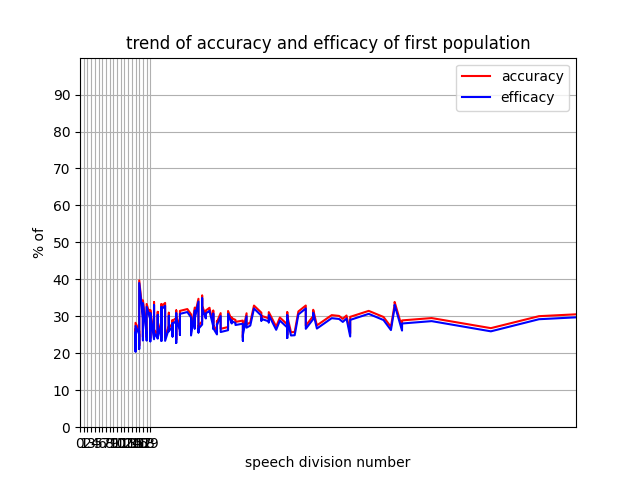 trend of accuracy and efficacy of first population
accuracy
efficacy
90
80
70
60
50
40
30
20
10
0
% of
speech division number